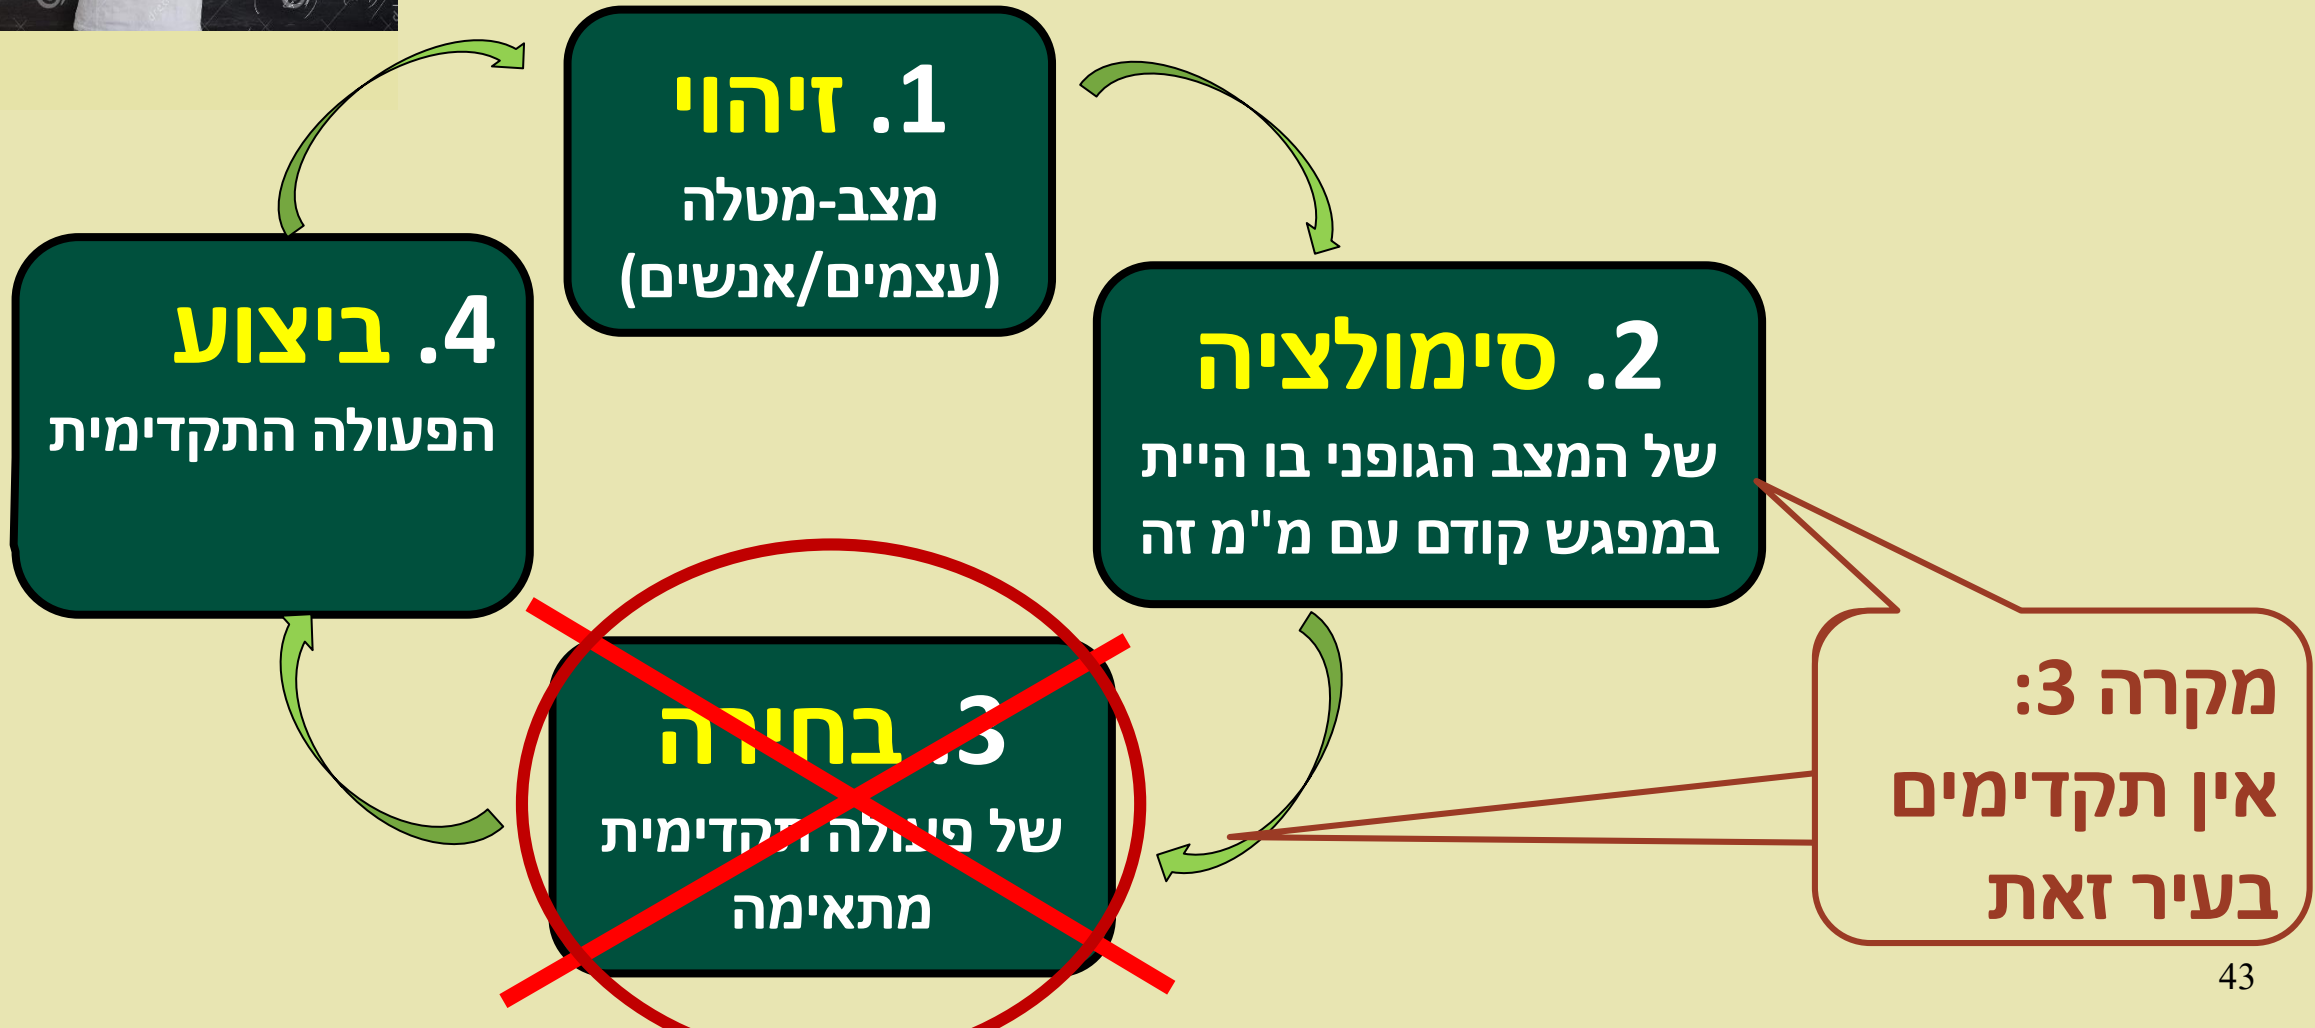 1. זיהוי
מצב-מטלה
(עצמים/אנשים)
2. סימולציה
של המצב הגופני בו היית
במפגש קודם עם מ"מ זה
3. בחירה
של פעולה תקדימית
מתאימה
4. ביצוע
הפעולה התקדימית
מקרה 3:
אין תקדימים
בעיר זאת
43